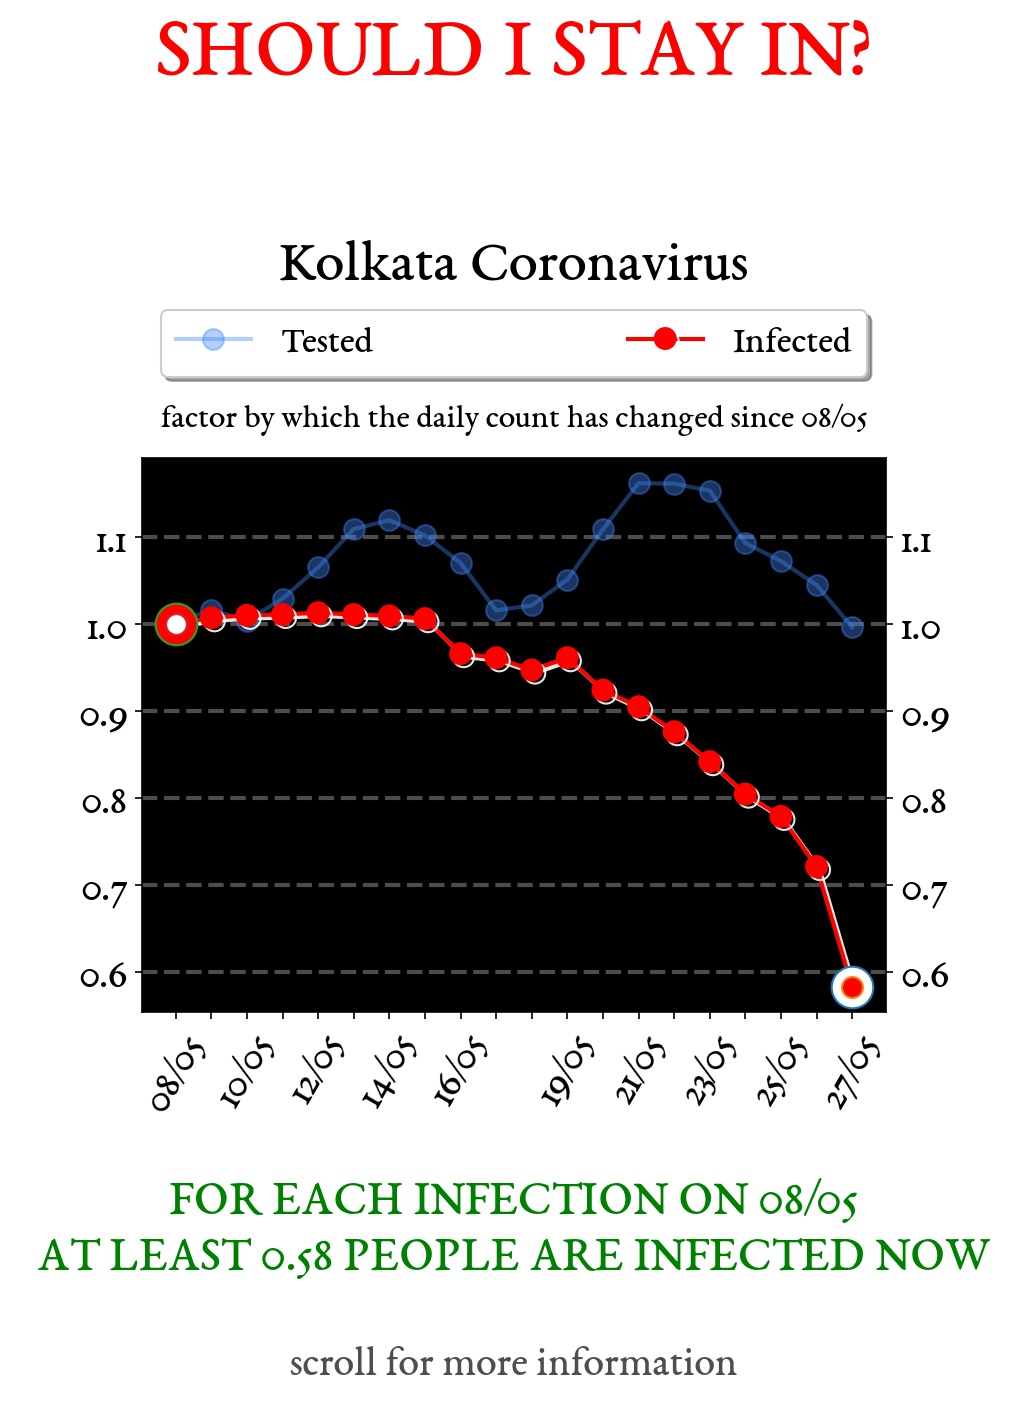 SHOULD I STAY IN?
Kolkata Coronavirus
Tested Infected
factor by which the daily count has changed since 08/05
1.1 1.1
1.0 1.0
0.9 0.9
0.8 0.8
0.7 0.7
0.6 0.6
08/05 10/05 12/05 14/05 16/05 19/05 21/05 23/05 25/05 27/05
FOR EACH INFECTION ON 08/05
AT LEAST 0.58 PEOPLE ARE INFECTED NOW
scroll for more information